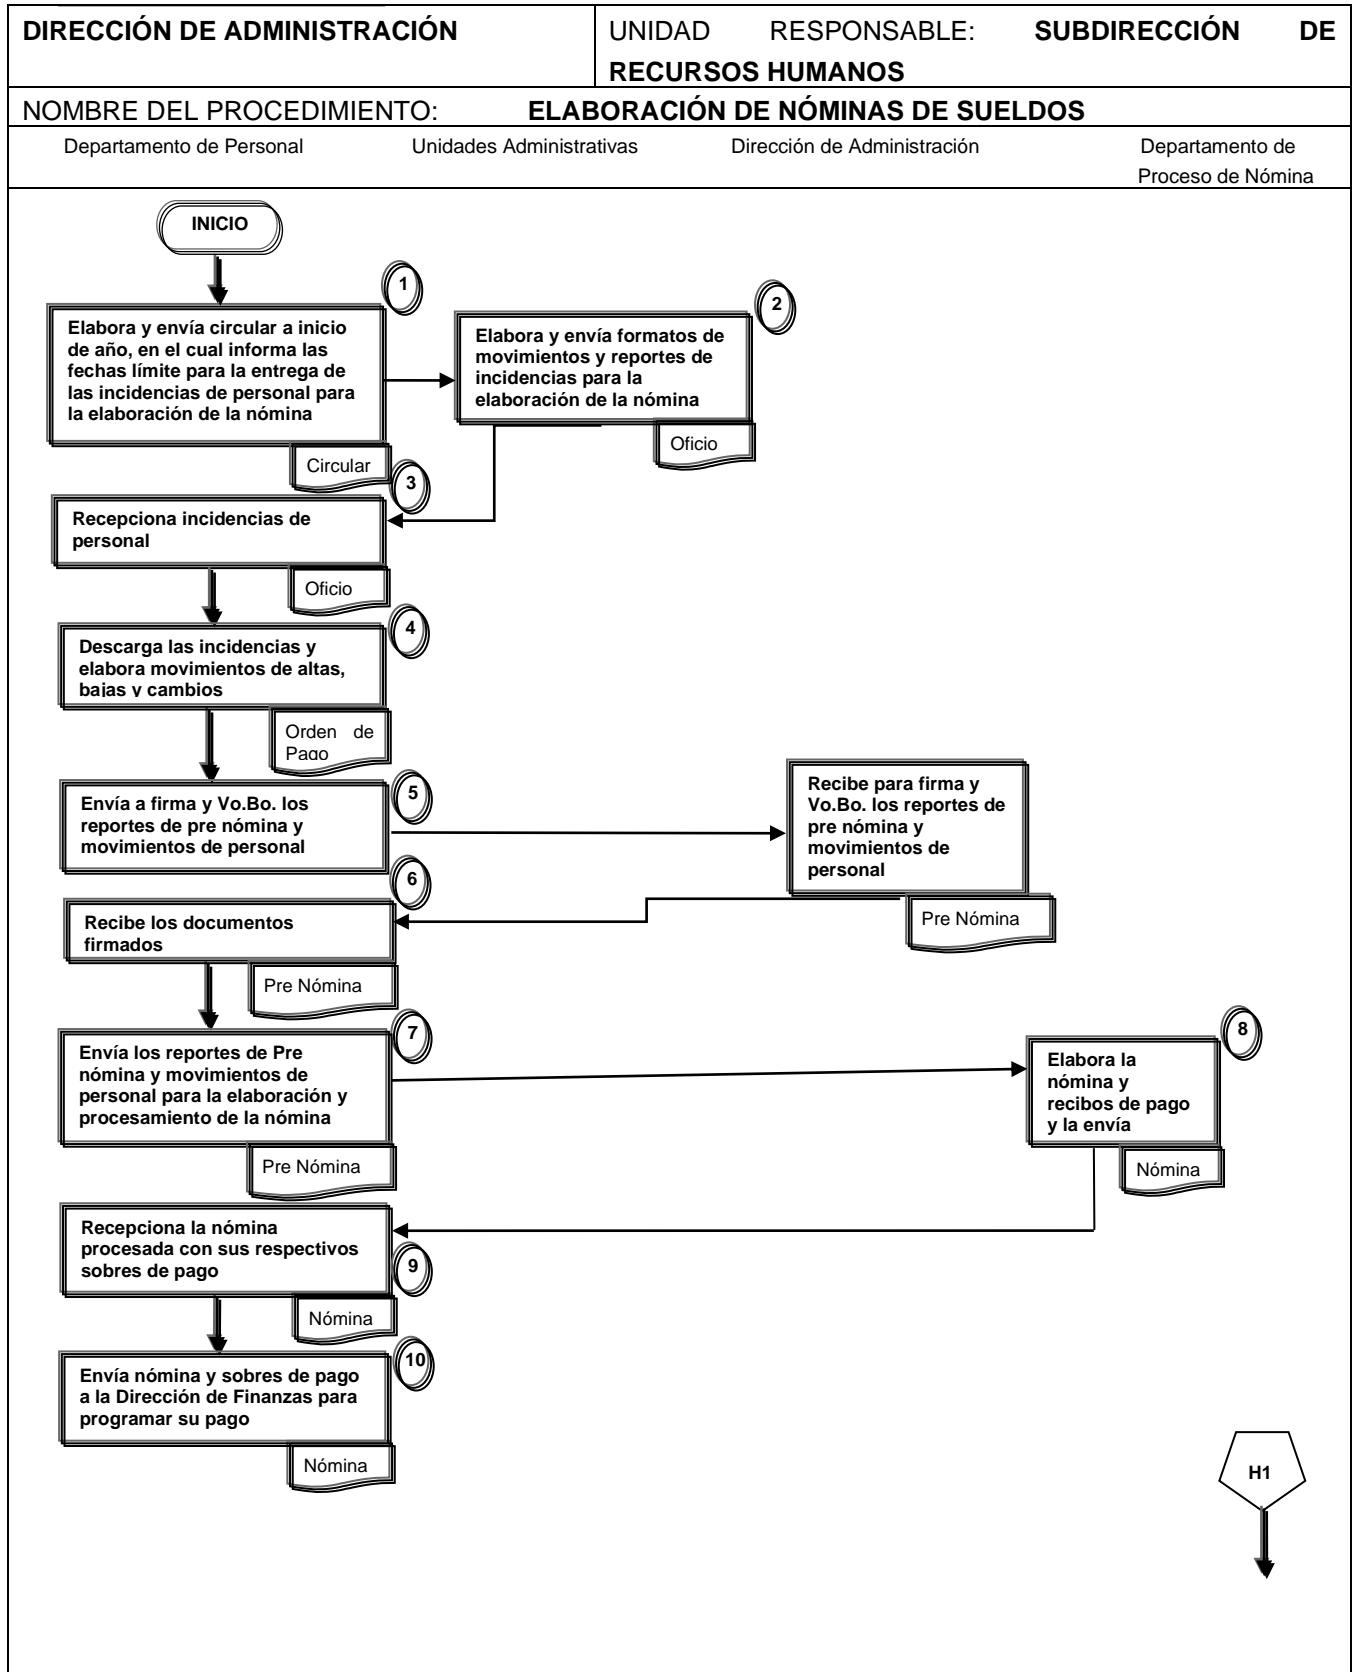 DIRECCIÓN DE ADMINISTRACIÓN
UNIDAD RESPONSABLE: SUBDIRECCIÓN DE
RECURSOS HUMANOS
NOMBRE DEL PROCEDIMIENTO: ELABORACIÓN DE NÓMINAS DE SUELDOS
Departamento de Personal
Unidades Administrativas
Dirección de Administración
Departamento de
Proceso de Nómina
INICIO
1
Elabora y envía circular a inicio
de año, en el cual informa las
fechas límite para la entrega de
las incidencias de personal para
la elaboración de la nómina
Circular
2
Elabora y envía formatos de
movimientos y reportes de
incidencias para la
elaboración de la nómina
Oficio
3
Recepciona incidencias de
personal
Oficio
4
Descarga las incidencias y
elabora movimientos de altas,
bajas y cambios
Orden de
Pago
5
Envía a firma y Vo.Bo. los
reportes de pre nómina y
movimientos de personal
Recibe para firma y
Vo.Bo. los reportes de
pre nómina y
movimientos de
personal
Pre Nómina
6
Recibe los documentos
firmados
Pre Nómina
7
Envía los reportes de Pre
nómina y movimientos de
personal para la elaboración y
procesamiento de la nómina
Pre Nómina
8
Elabora la
nómina y
recibos de pago
y la envía
Nómina
Recepciona la nómina
procesada con sus respectivos
sobres de pago
9
Nómina
10
Envía nómina y sobres de pago
a la Dirección de Finanzas para
programar su pago
Nómina
H1